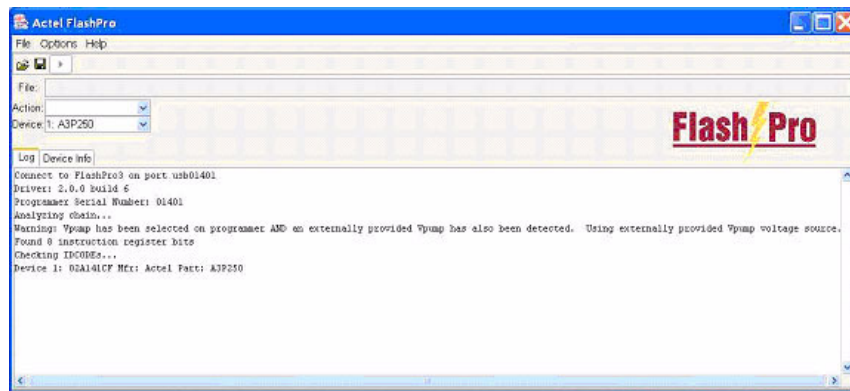 Actel FlashPro
File Options Help
File:
Action:
Device: 1: A3P250
Flash Pro
Log Device Info
Connect to FlashPro3 on port usb01401
Driver: 2.0.0 build 6
Programmer Serial Number: 01401
Analyzing chain...
Warning: Vpump has been selected on programmer AND an externally provided Vpump has also been detected. Using externally provided Vpump voltage source.
Found 8 instruction register bits
Checking IDCODEs...
Device 1: 02A141CF Mfr: Actel Part: A3P250